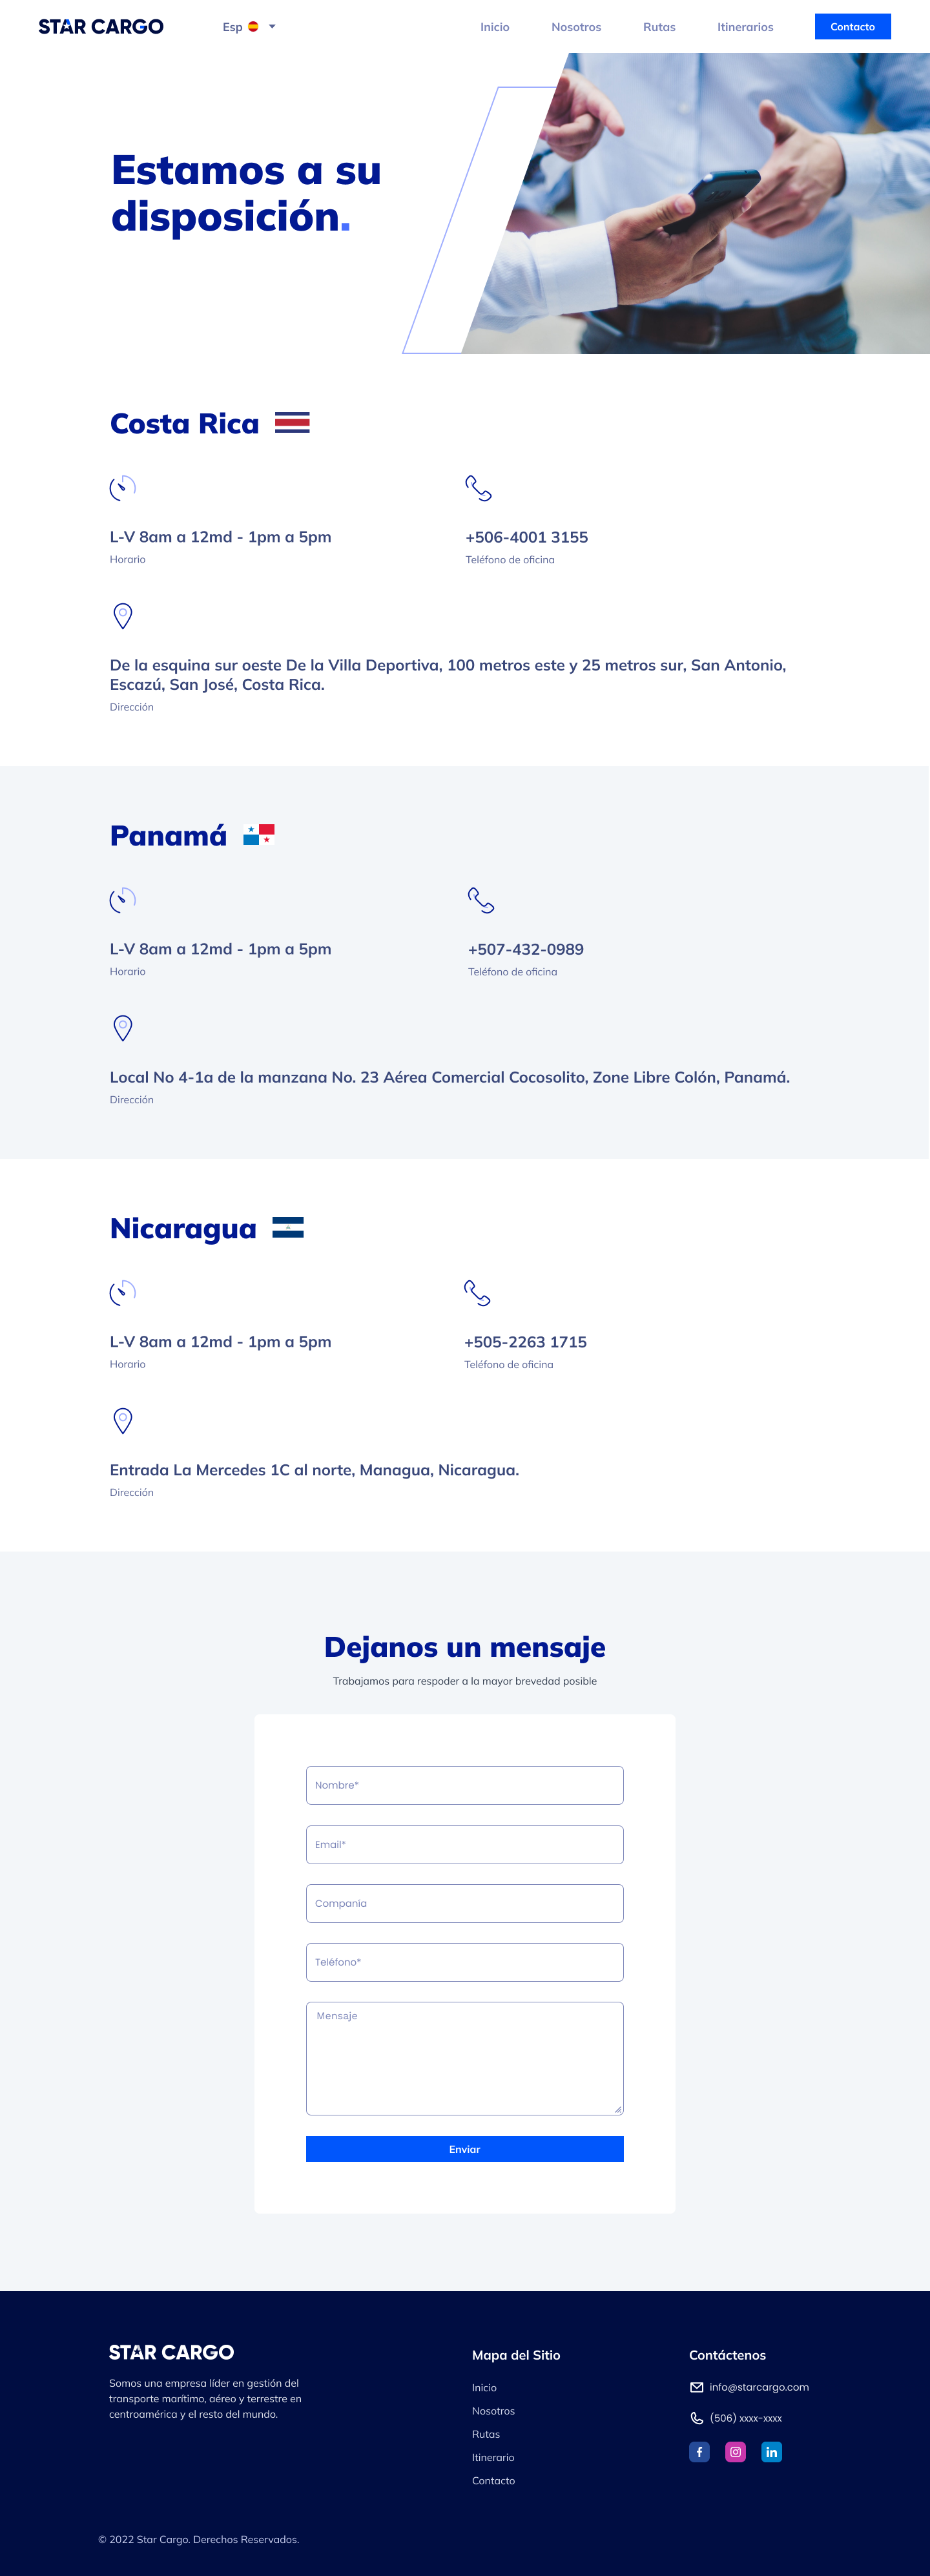 STAR CARGO
Esp
Inicio
Nosotros
Rutas
Itinerarios
Contacto
Estamos a su
disposición.
Costa Rica
L-V 8am a 12md - 1pm a 5pm
Horario
+506-4001 3155
Teléfono de oficina
De la esquina sur oeste De la Villa Deportiva, 100 metros este y 25 metros sur, San Antonio,
Escazú, San José, Costa Rica.
Dirección
Panamá
L-V 8am a 12md - 1pm a 5pm
Horario
+507-432-0989
Teléfono de oficina
Local No 4-1a de la manzana No. 23 Aérea Comercial Cocosolito, Zone Libre Colón, Panamá.
Dirección
Nicaragua
L-V 8am a 12md - 1pm a 5pm
Horario
+505-2263 1715
Teléfono de oficina
Entrada La Mercedes 1C al norte, Managua, Nicaragua.
Dirección
Dejanos un mensaje
Trabajamos para respoder a la mayor brevedad posible
Nombre*
Email*
Companía
Teléfono*
Mensaje
Enviar
STAR CARGO
Somos una empresa líder en gestión del
transporte marítimo, aéreo y terrestre en
centroamérica y el resto del mundo.
Mapa del Sitio
Inicio
Nosotros
Rutas
Itinerario
Contacto
Contáctenos
info@starcargo.com
(506) xxxx-xxxx
© 2022 Star Cargo. Derechos Reservados.